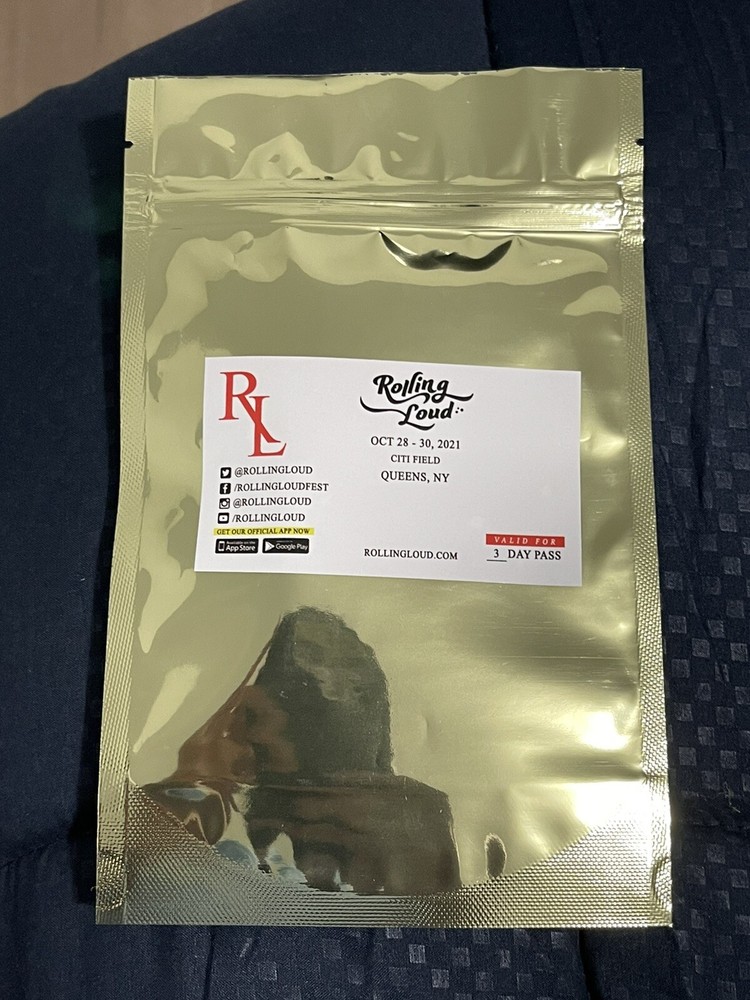 RL
@ROLLINGLOUD
/ROLLINGLOUDFEST
@ROLLINGLOUD
/ROLLINGLOUD
GET OUR OFFICIAL APP NOW
App Store
Google Play
Rolling
Loud
OCT 28 - 30, 2021
CITI FIELD
QUEENS, NY
ROLLINGLOUD.COM
VALID FOR
3 DAY PASS